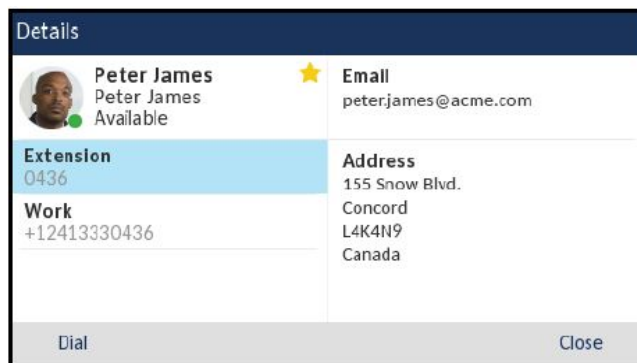 Details
Peter James
Peter James
Available
Extension
0436
Work
+12413330436
Email
peter.james@acme.com
Address
155 Snow Blvd.
Concord
L4K4N9
Canada
Dial
Close